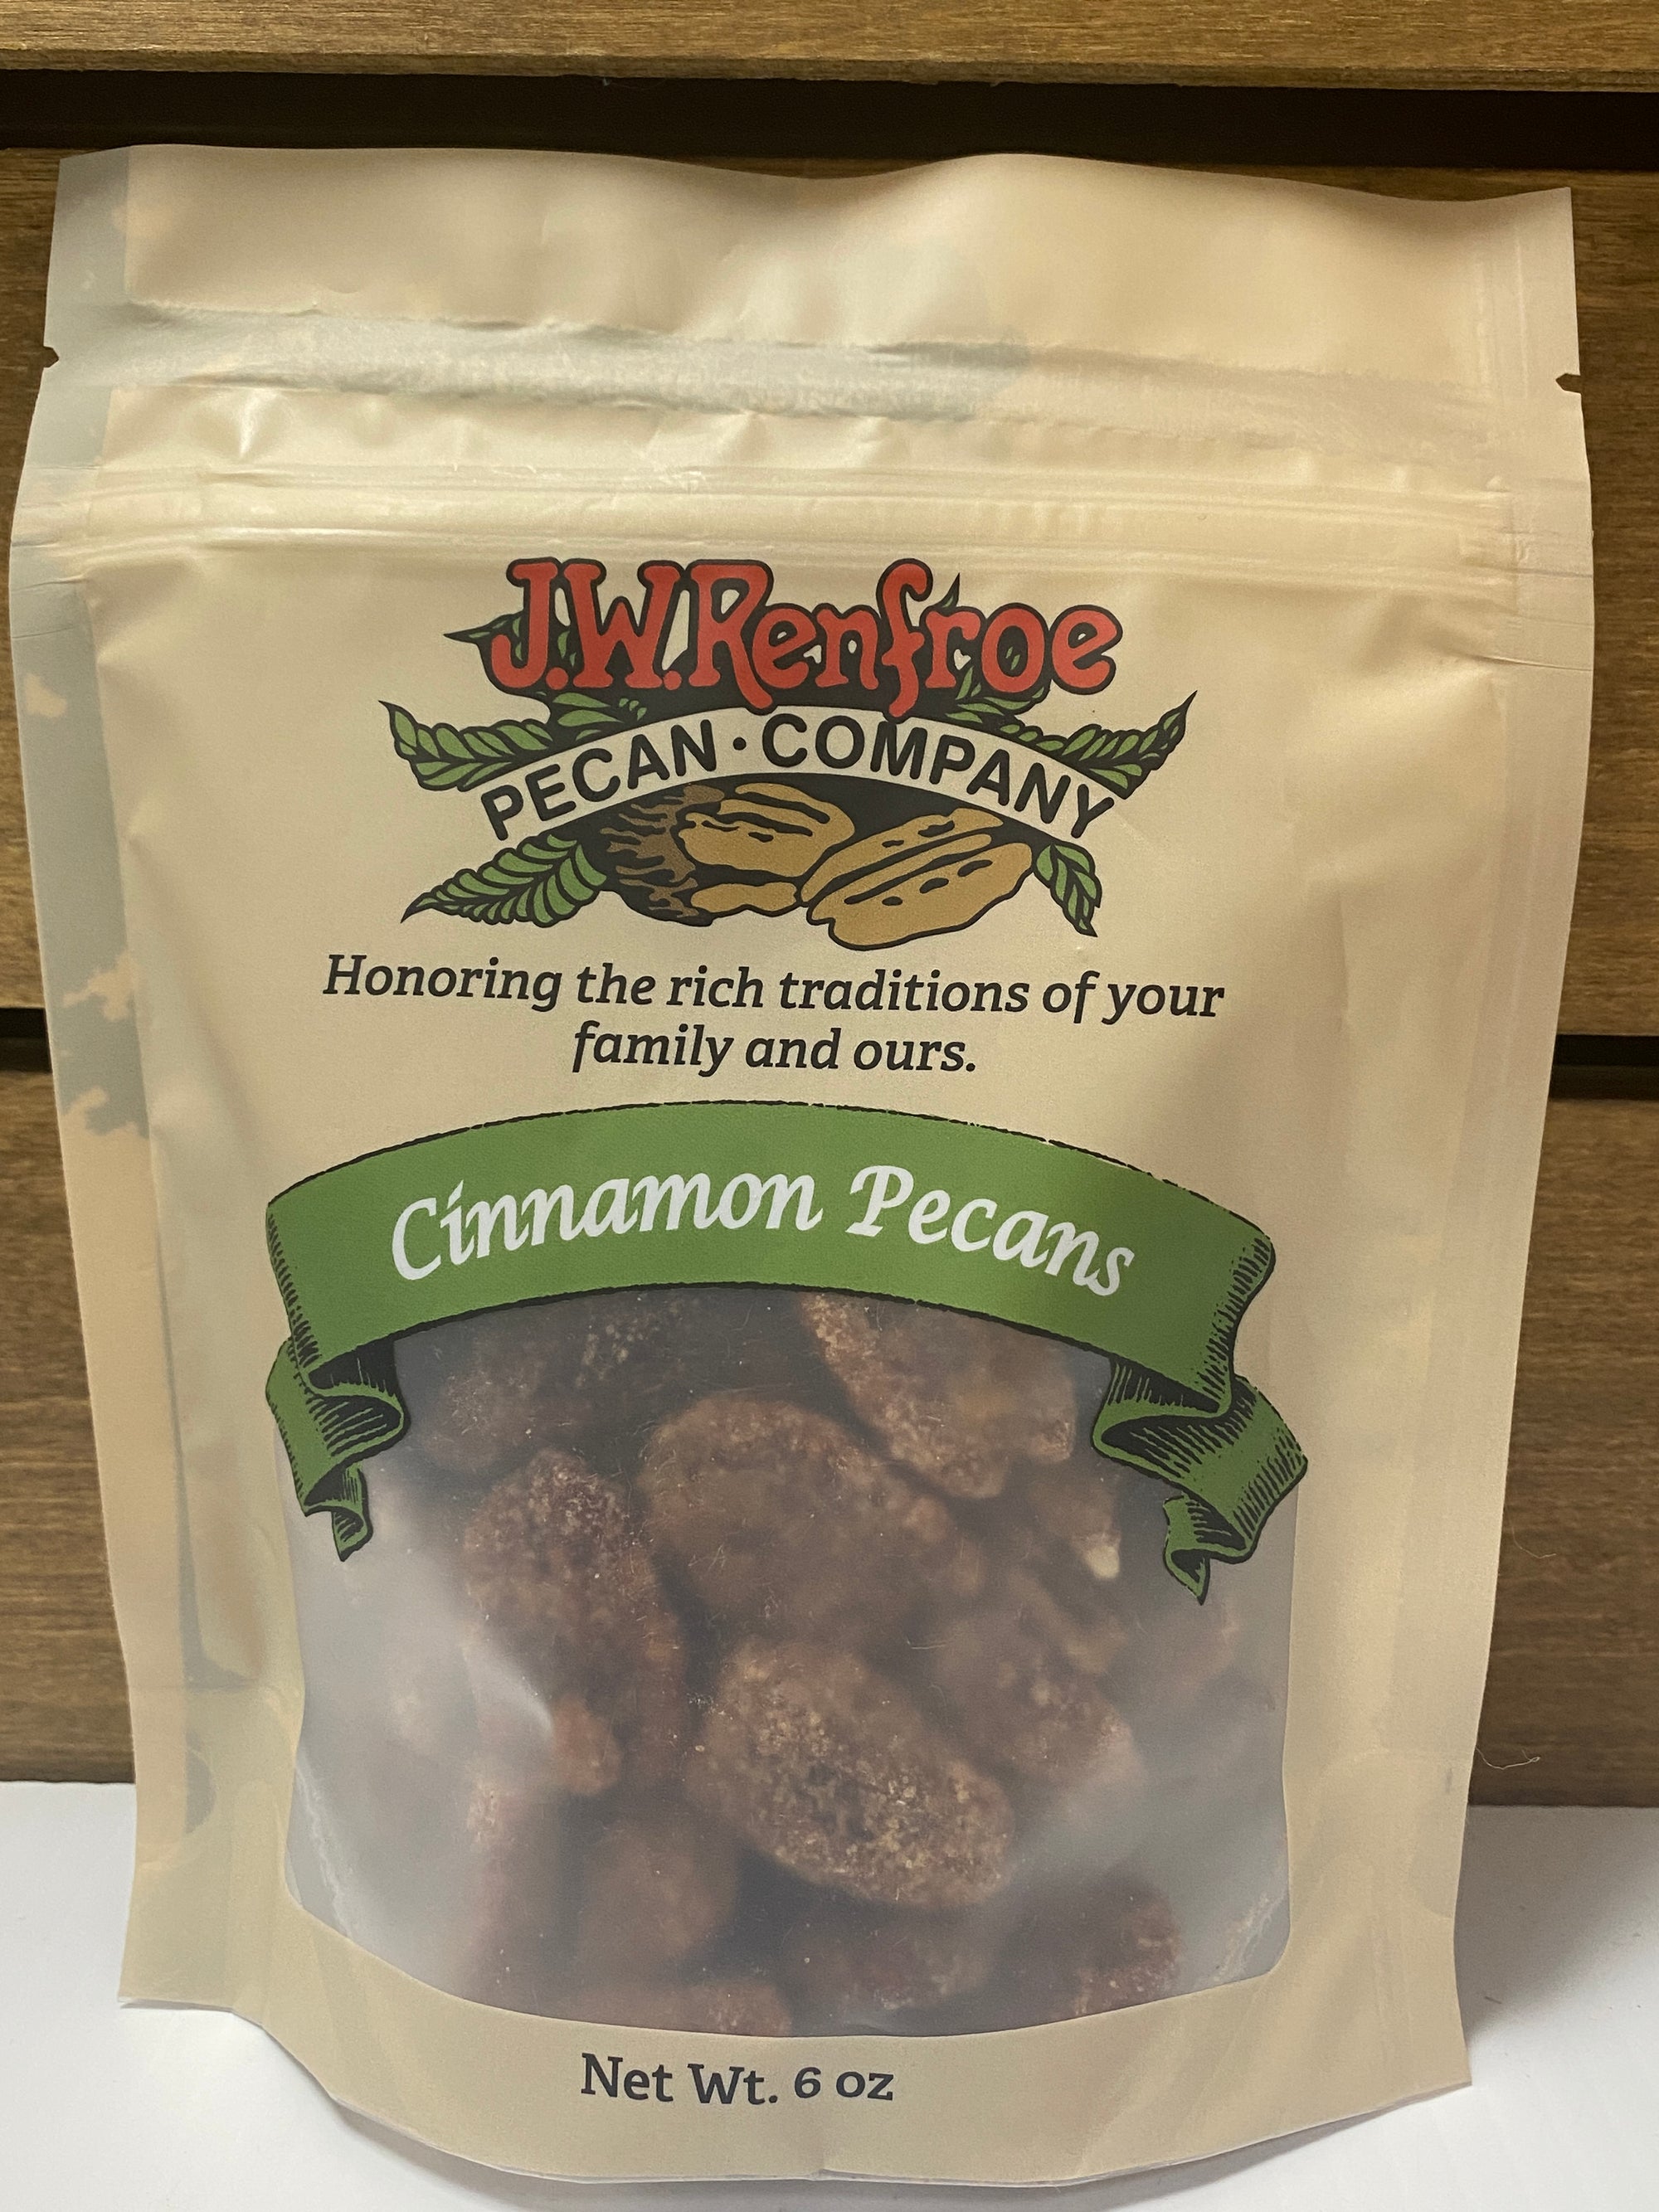 J.W.Renfroe
PECAN·COMPANY
Honoring the rich traditions of your
family and ours.
Cinnamon Pecans
Net Wt. 6 oz